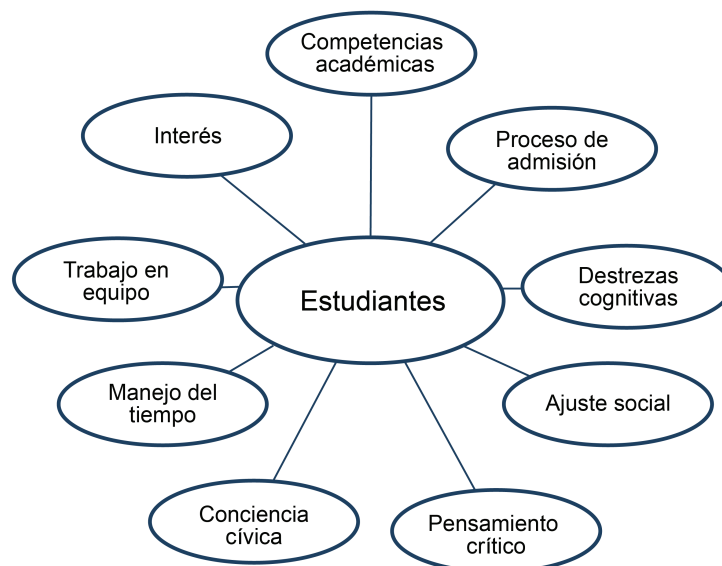 Competencias
académicas
Interés
Proceso de
admisión
Trabajo en
equipo
Estudiantes
Destrezas
cognitivas
Manejo del
tiempo
Ajuste social
Conciencia
cívica
Pensamiento
crítico